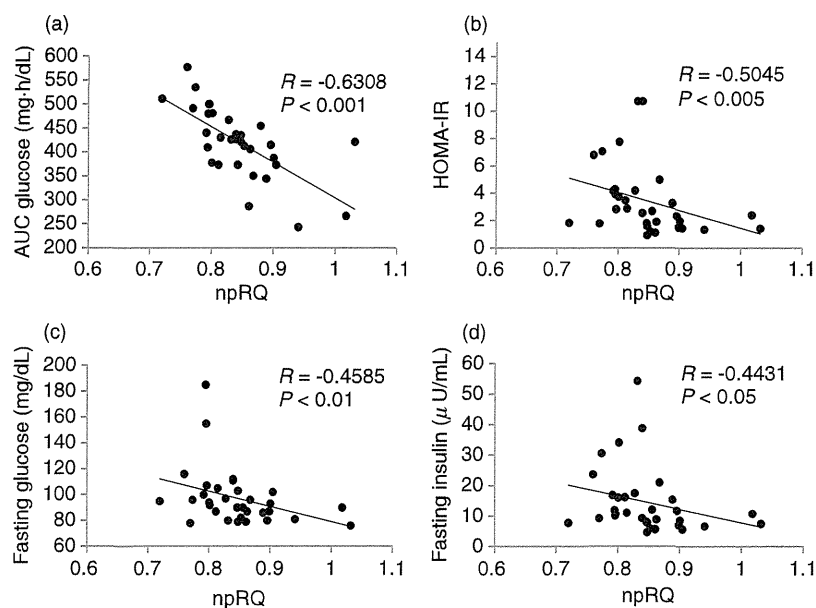 (a)
AUC glucose (mg·h/dL)
600
550
500
450
400
350
300
250
200
R = -0.6308
P < 0.001
0.6 0.7 0.8 0.9 1 1.1
npRQ
(b)
HOMA-IR
14
12
10
8
6
4
2
0
R = -0.5045
P < 0.005
0.6 0.7 0.8 0.9 1 1.1
npRQ
(c)
Fasting glucose (mg/dL)
200
180
160
140
120
100
80
60
R = -0.4585
P < 0.01
0.6 0.7 0.8 0.9 1 1.1
npRQ
(d)
Fasting insulin (μ U/mL)
60
50
40
30
20
10
0
R = -0.4431
P < 0.05
0.6 0.7 0.8 0.9 1 1.1
npRQ